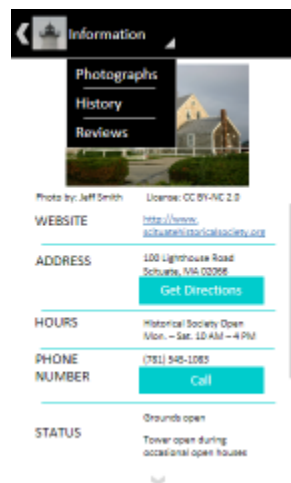 Information
Photographs
History
Reviews
Photo by: Jeff Smith License: CC BY-NC 2.0
WEBSITE
http://www.
scituatehistoricalsociety.org
ADDRESS
100 Lighthouse Road
Scituate, MA 02066
Get Directions
HOURS
Historical Society Open
Mon. – Sat. 10 AM – 4 PM
PHONE
NUMBER
(781) 545-1083
Call
STATUS
Grounds open
Tower open during
occasional open houses